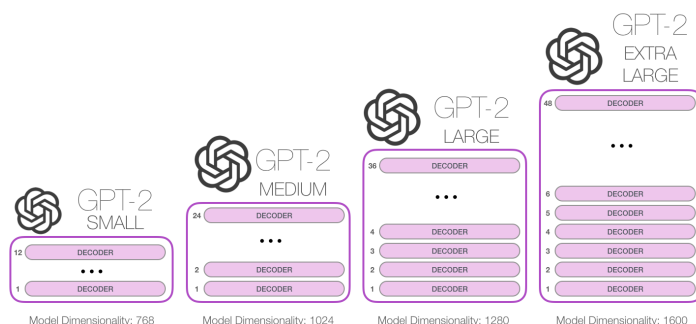 GPT-2
SMALL
12 DECODER
...
1 DECODER
Model Dimensionality: 768
GPT-2
MEDIUM
24 DECODER
...
2 DECODER
1 DECODER
Model Dimensionality: 1024
GPT-2
LARGE
36 DECODER
...
4 DECODER
3 DECODER
2 DECODER
1 DECODER
Model Dimensionality: 1280
GPT-2
EXTRA
LARGE
48 DECODER
...
6 DECODER
5 DECODER
4 DECODER
3 DECODER
2 DECODER
1 DECODER
Model Dimensionality: 1600